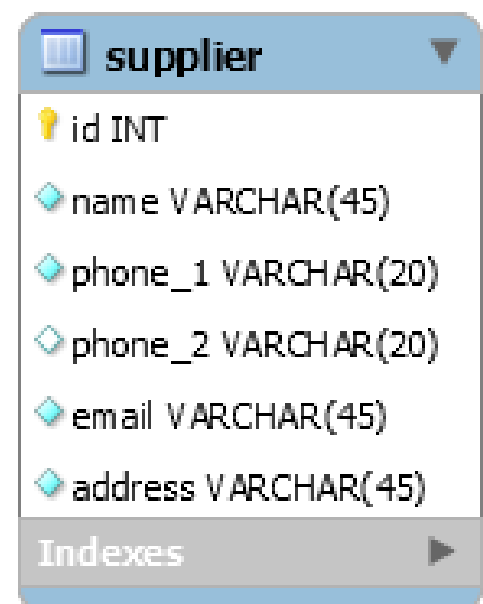 supplier
id INT
name VARCHAR(45)
phone_1 VARCHAR(20)
phone_2 VARCHAR(20)
email VARCHAR(45)
address VARCHAR(45)
Indexes